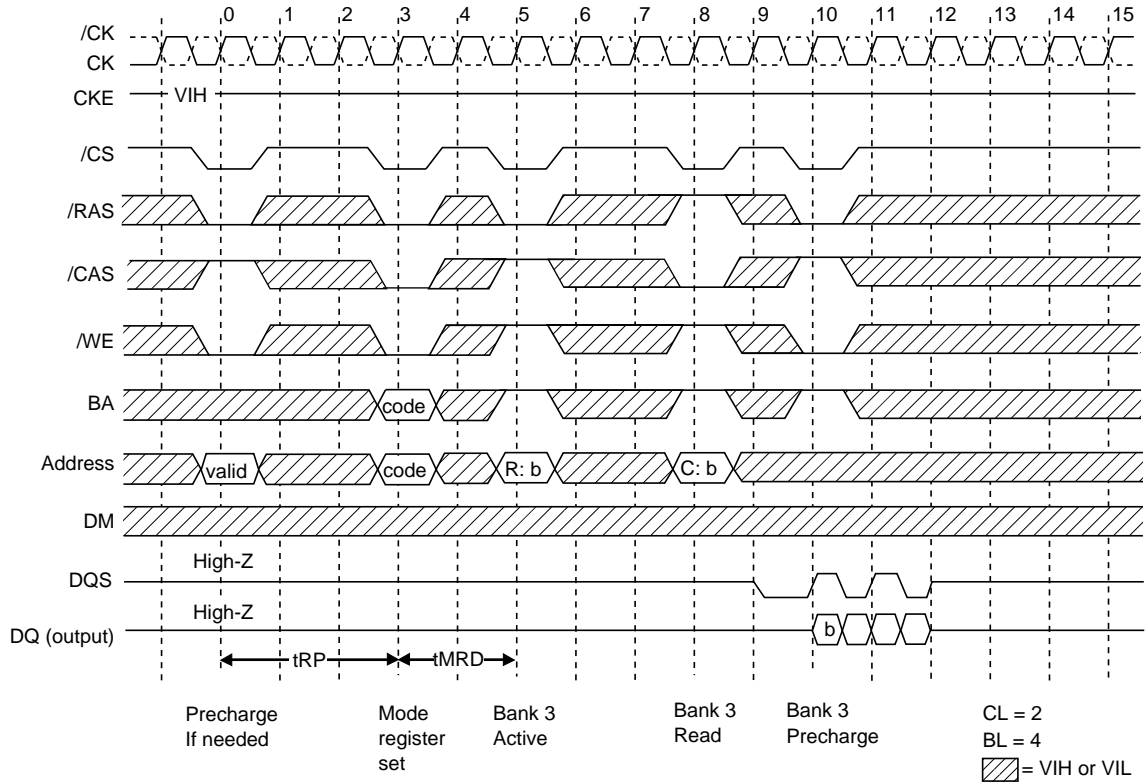 0 1 2 3 4 5 6 7 8 9 10 11 12 13 14 15
/CK
CK
CKE VIH
/CS
/RAS
/CAS
/WE
BA code
Address valid code R: b C: b
DM
High-Z
DQS
High-Z
DQ (output) b
tRP tMRD
Precharge If needed
Mode register set
Bank 3 Active
Bank 3 Read
Bank 3 Precharge
CL = 2
BL = 4
= VIH or VIL